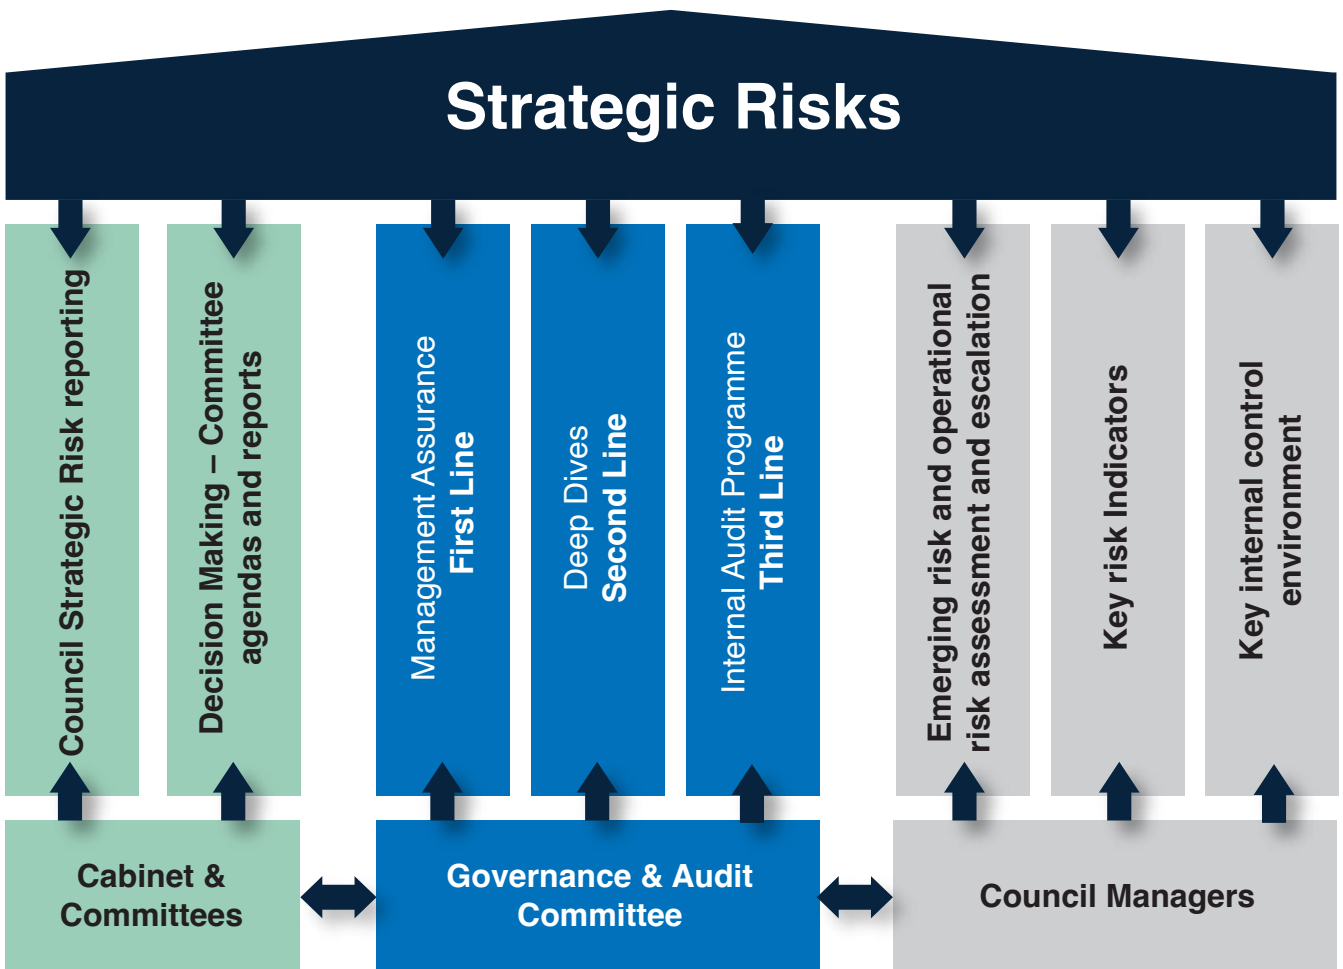 Strategic Risks
Council Strategic Risk reporting
Decision Making – Committee
agendas and reports
Management Assurance
First Line
Deep Dives
Second Line
Internal Audit Programme
Third Line
Emerging risk and operational
risk assessment and escalation
Key risk Indicators
Key internal control
environment
Cabinet &
Committees
Governance & Audit
Committee
Council Managers